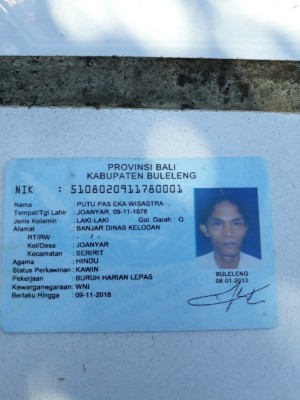 PROVINSI BALI
KABUPATEN BULELENG
NIK : 5108020911780001
Nama : PUTU PAS EKA WISASTRA
Tempat/Tgl Lahir : JOANYAR, 09-11-1978
Jenis Kelamin : LAKI-LAKI Gol. Darah : O
Alamat : BANJAR DINAS KELODAN
RT/RW : - / -
Kel/Desa : JOANYAR
Kecamatan : SERIRIT
Agama : HINDU
Status Perkawinan : KAWIN
Pekerjaan : BURUH HARIAN LEPAS
Kewarganegaraan : WNI
Berlaku Hingga : 09-11-2018
BULELENG
08-01-2013